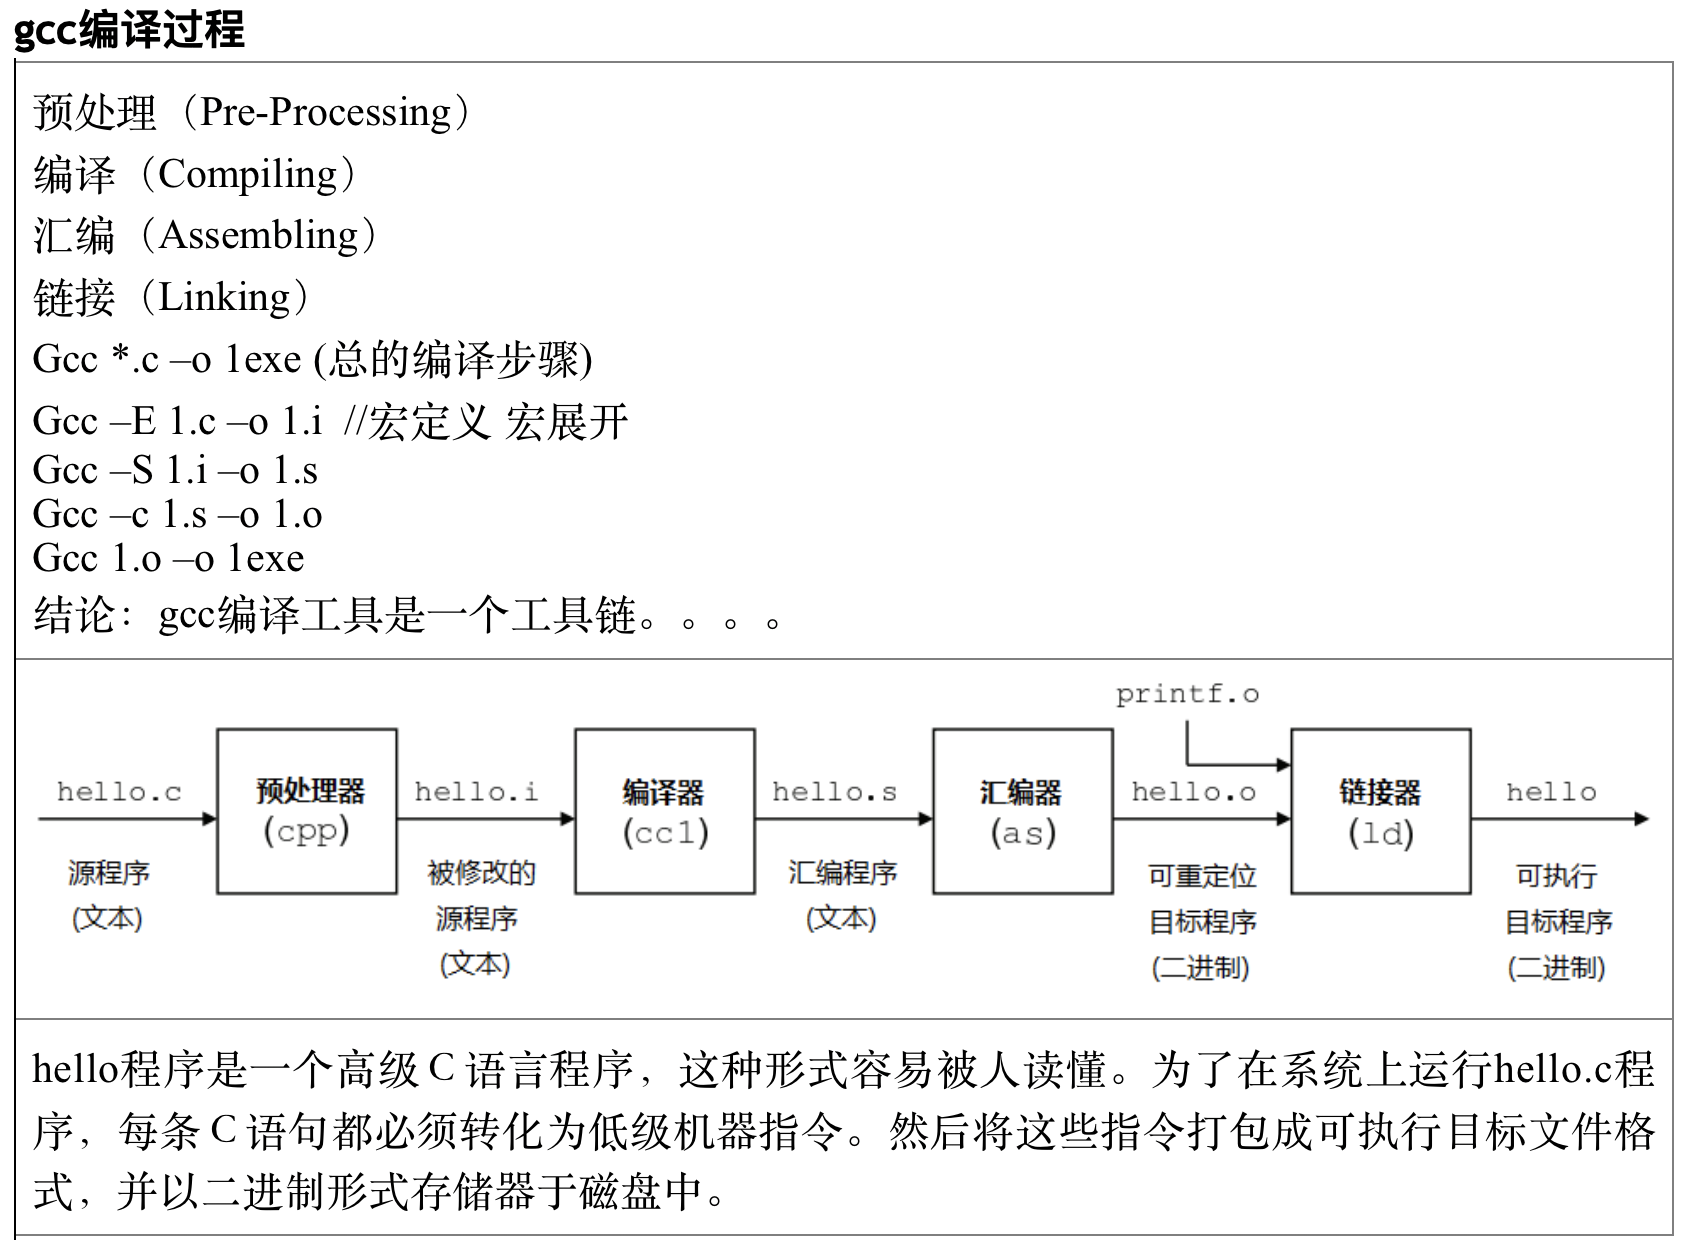 gcc编译过程
预处理（Pre-Processing）
编译（Compiling）
汇编（Assembling）
链接（Linking）
Gcc *.c –o 1exe (总的编译步骤)
Gcc –E 1.c –o 1.i  //宏定义 宏展开
Gcc –S 1.i –o 1.s
Gcc –c 1.s –o 1.o
Gcc 1.o –o 1exe
结论：gcc编译工具是一个工具链。。。。
printf.o
hello.c
预处理器
(cpp)
hello.i
编译器
(cc1)
hello.s
汇编器
(as)
hello.o
链接器
(ld)
hello
源程序
(文本)
被修改的
源程序
(文本)
汇编程序
(文本)
可重定位
目标程序
(二进制)
可执行
目标程序
(二进制)
hello程序是一个高级Ｃ语言程序，这种形式容易被人读懂。为了在系统上运行hello.c程
序，每条Ｃ语句都必须转化为低级机器指令。然后将这些指令打包成可执行目标文件格
式，并以二进制形式存储器于磁盘中。